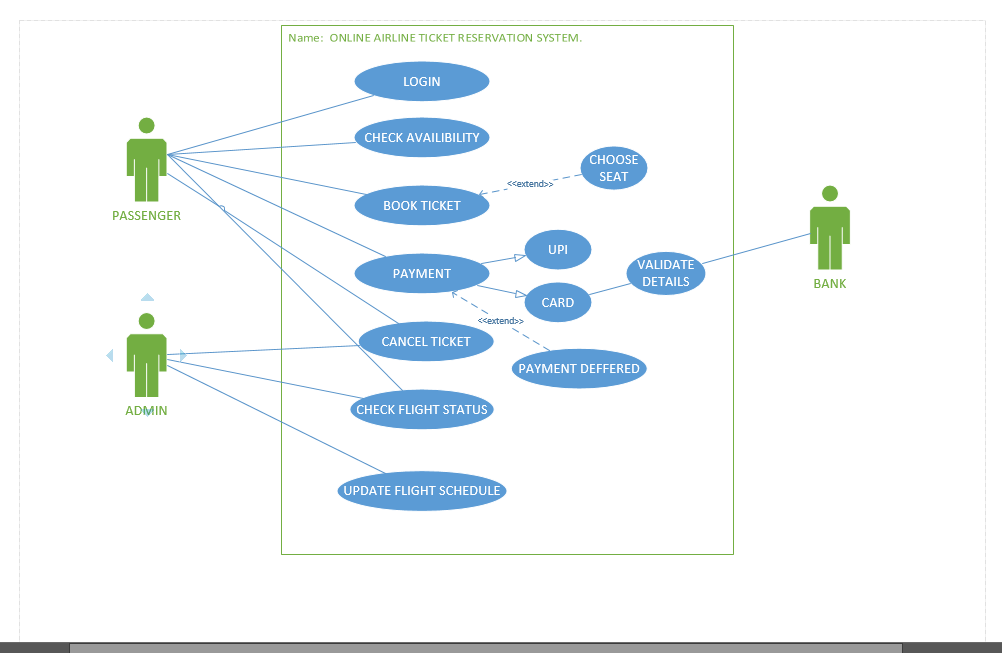 Name: ONLINE AIRLINE TICKET RESERVATION SYSTEM.
LOGIN
CHECK AVAILIBILITY
CHOOSE
SEAT
<<extend>>
BOOK TICKET
PASSENGER
UPI
PAYMENT
VALIDATE
DETAILS
BANK
CARD
<<extend>>
CANCEL TICKET
PAYMENT DEFFERED
ADMIN
CHECK FLIGHT STATUS
UPDATE FLIGHT SCHEDULE